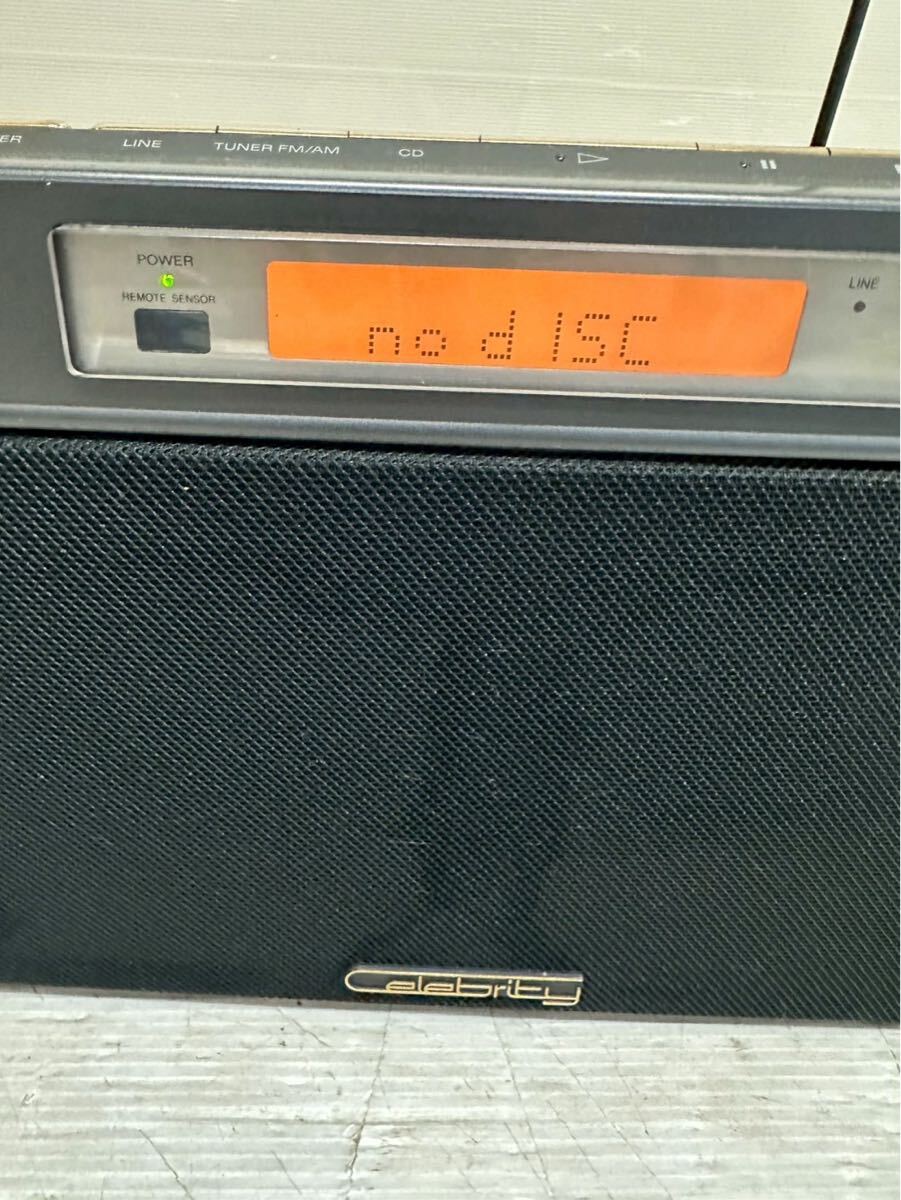 LINE TUNER FM/AM CD
POWER
REMOTE SENSOR
no dISC
LINE
Celebrity